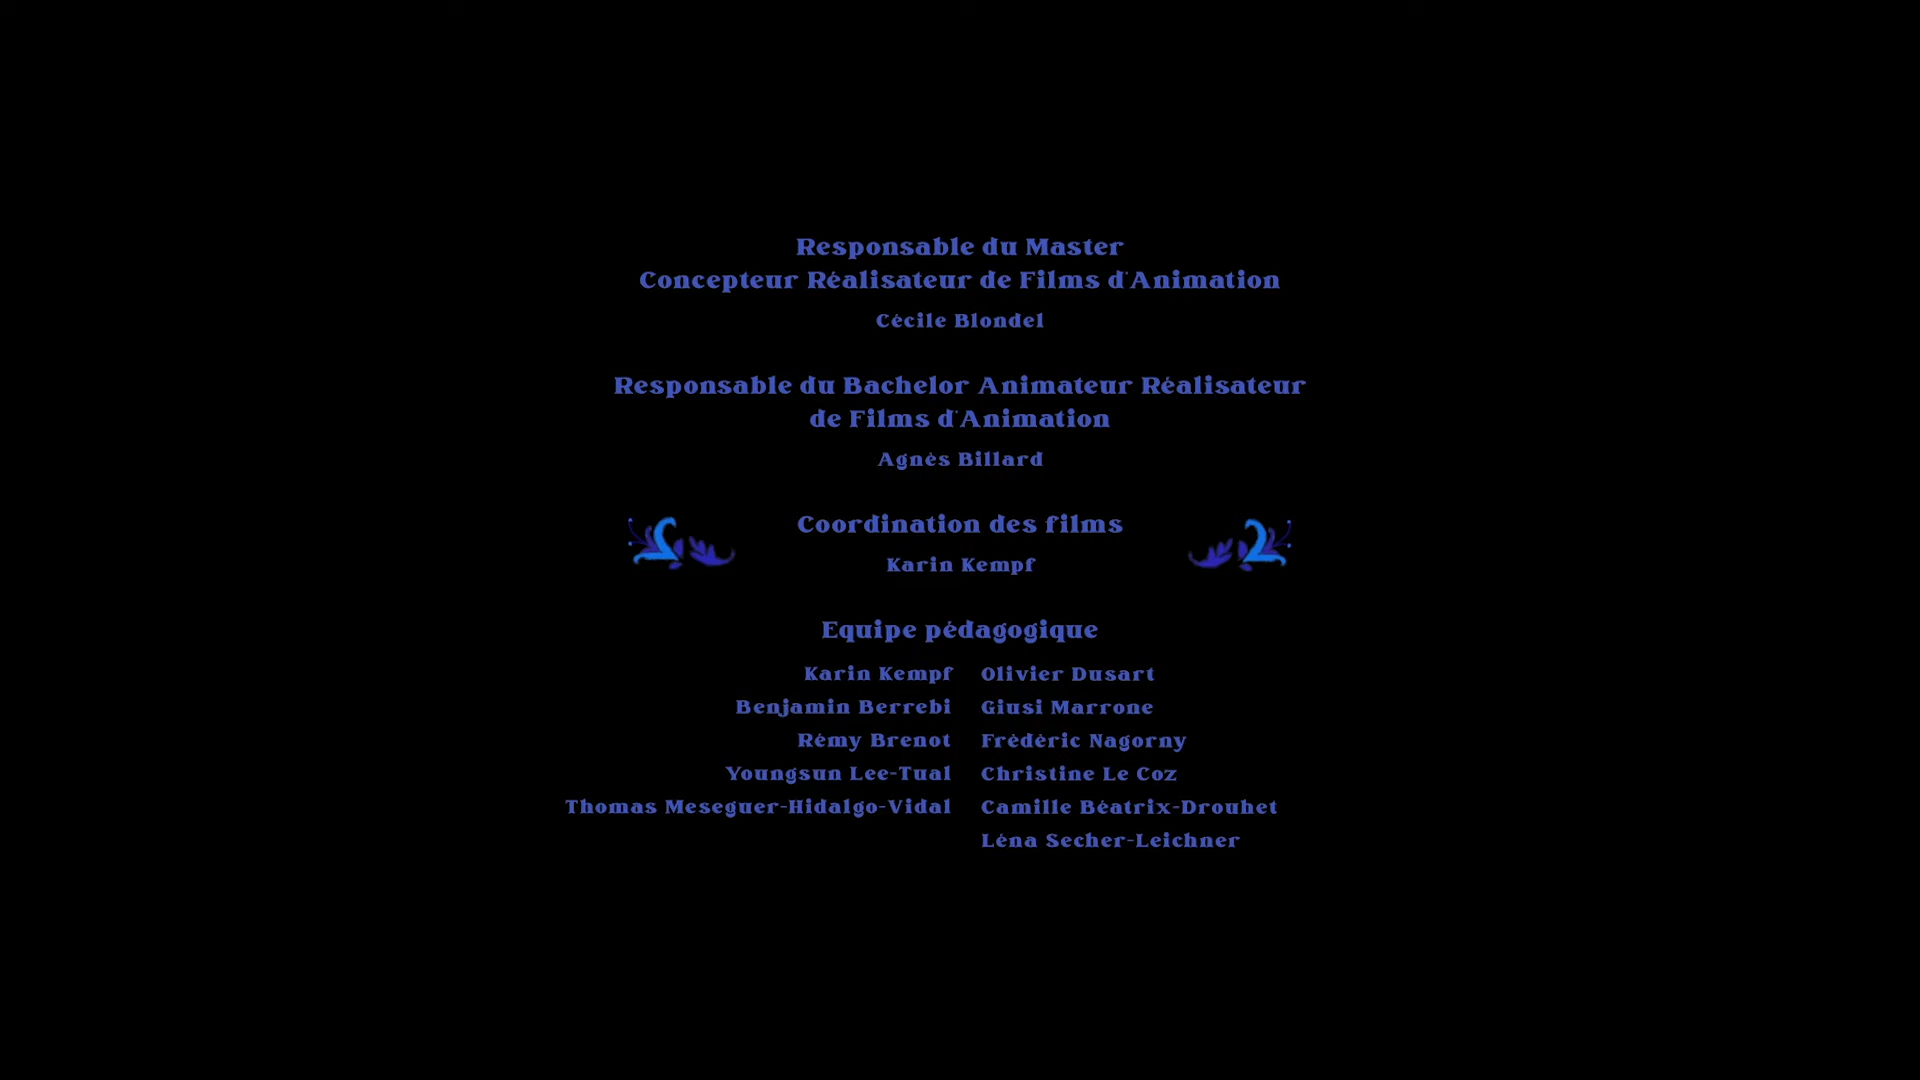 Responsable du Master
Concepteur Réalisateur de Films d'Animation
Cécile Blondel
Responsable du Bachelor Animateur Réalisateur
de Films d'Animation
Agnès Billard
Coordination des films
Karin Kempf
Equipe pédagogique
Karin Kempf Olivier Dusart
Benjamin Berrebi Giusi Marrone
Rémy Brenot Frédéric Nagorny
Youngsun Lee-Tual Christine Le Coz
Thomas Meseguer-Hidalgo-Vidal Camille Béatrix-Drouhet
Léna Secher-Leichner